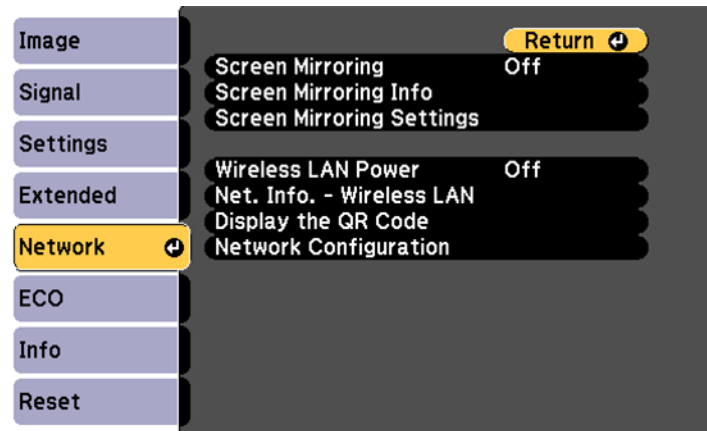 Image
Signal
Settings
Extended
Network
ECO
Info
Reset
Return
Screen Mirroring Off
Screen Mirroring Info
Screen Mirroring Settings
Wireless LAN Power Off
Net. Info. - Wireless LAN
Display the QR Code
Network Configuration